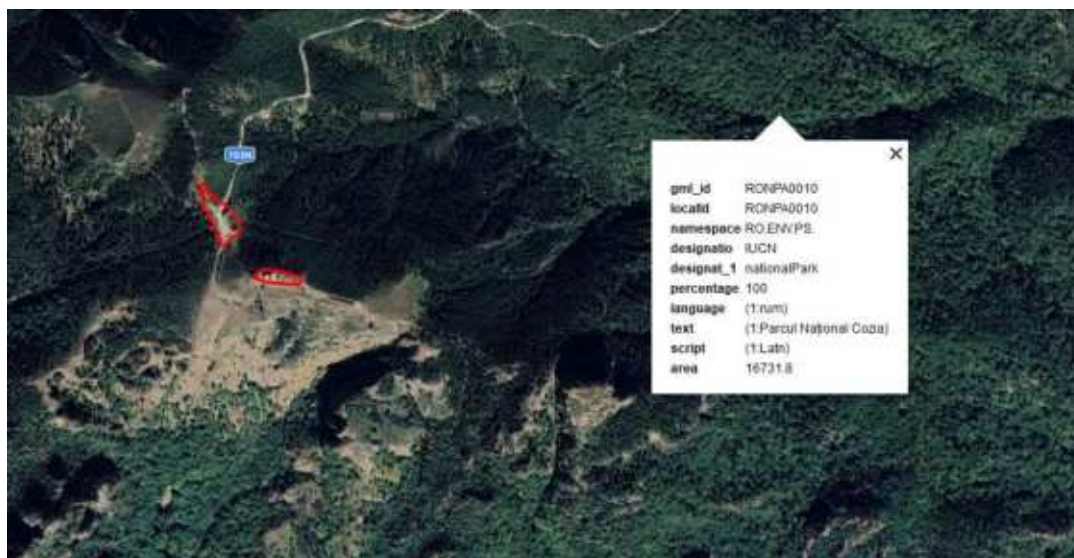 703M
gml_id RONPA0010
localId RONPA0010
namespace RO.ENV.PS.
designatio IUCN
designat_1 nationalPark
percentage 100
language (1:rum)
text (1:Parcul Național Cozia)
script (1:Latn)
area 16731.8